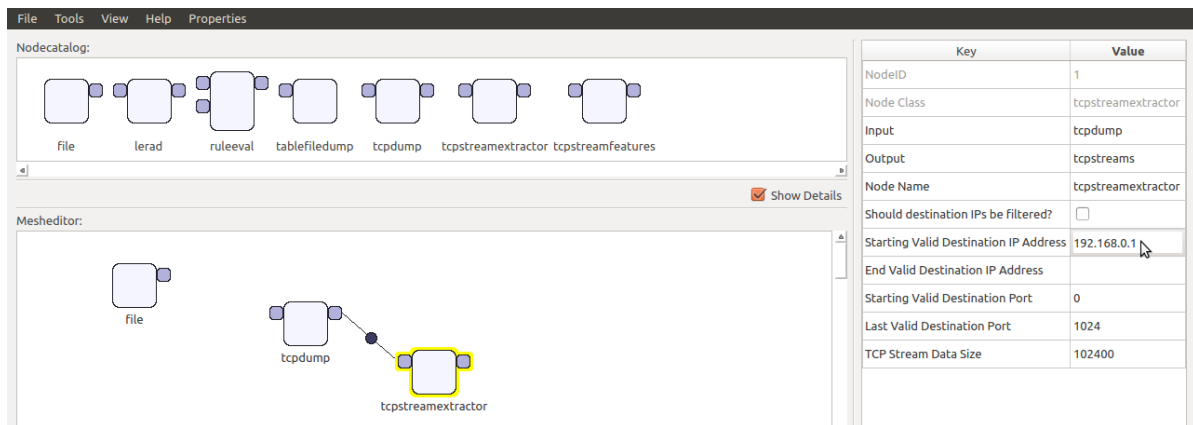 File Tools View Help Properties
Nodecatalog:
file lerad ruleeval tablefiledump tcpdump tcpstreamextractor tcpstreamfeatures
Show Details
Mesheditor:
file
tcpdump
tcpstreamextractor
Key Value
NodeID 1
Node Class tcpstreamextractor
Input tcpdump
Output tcpstreams
Node Name tcpstreamextractor
Should destination IPs be filtered?
Starting Valid Destination IP Address 192.168.0.1
End Valid Destination IP Address
Starting Valid Destination Port 0
Last Valid Destination Port 1024
TCP Stream Data Size 102400